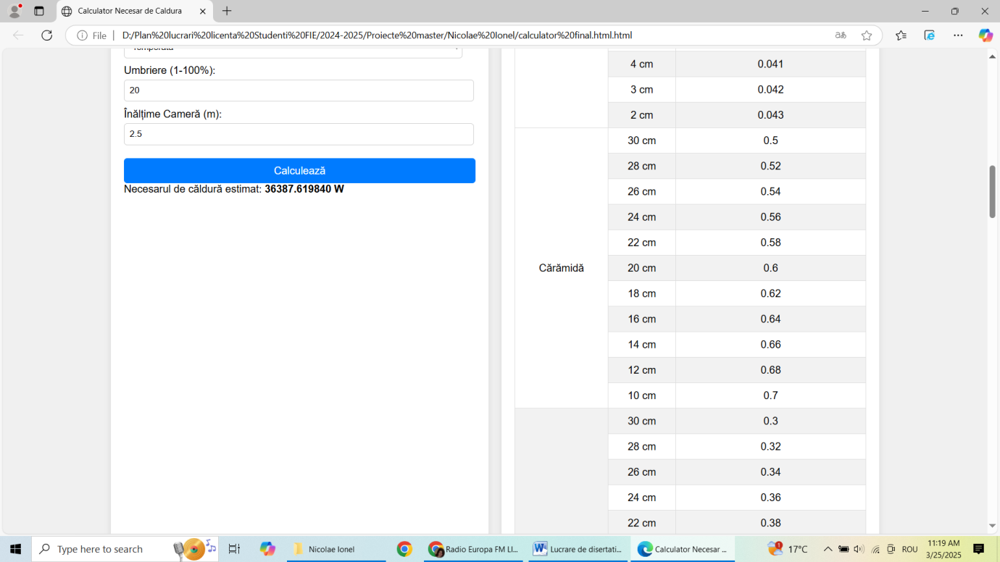 Calculator Necesar de Caldura
File
D:/Plan%20lucrari%20licenta%20Studenti%20FIE/2024-2025/Proiecte%20master/Nicolae%20Ionel/calculator%20final.html.html
Umbriere (1-100%):
20
Înălțime Cameră (m):
2.5
Calculează
Necesarul de căldură estimat: 36387.619840 W
4 cm 0.041
3 cm 0.042
2 cm 0.043
Cărămidă
30 cm 0.5
28 cm 0.52
26 cm 0.54
24 cm 0.56
22 cm 0.58
20 cm 0.6
18 cm 0.62
16 cm 0.64
14 cm 0.66
12 cm 0.68
10 cm 0.7
30 cm 0.3
28 cm 0.32
26 cm 0.34
24 cm 0.36
22 cm 0.38
Type here to search
Nicolae Ionel
Radio Europa FM LI...
Lucrare de disertati...
Calculator Necesar ...
1
17°C
ROU
11:19 AM
3/25/2025